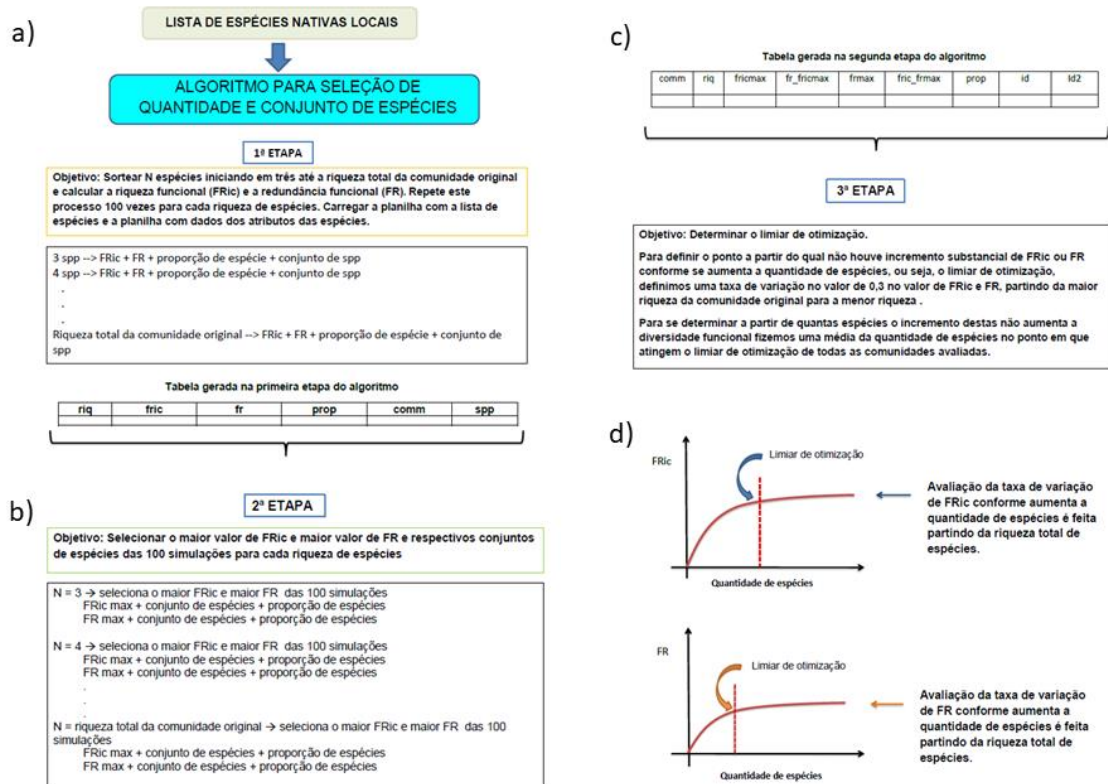 a)
LISTA DE ESPÉCIES NATIVAS LOCAIS
ALGORITMO PARA SELEÇÃO DE
QUANTIDADE E CONJUNTO DE ESPÉCIES
1ª ETAPA
Objetivo: Sortear N espécies iniciando em três até a riqueza total da comunidade original
e calcular a riqueza funcional (FRic) e a redundância funcional (FR). Repete este
processo 100 vezes para cada riqueza de espécies. Carregar a planilha com a lista de
espécies e a planilha com dados dos atributos das espécies.
3 spp --> FRic + FR + proporção de espécie + conjunto de spp
4 spp --> FRic + FR + proporção de espécie + conjunto de spp
.
.
.
Riqueza total da comunidade original --> FRic + FR + proporção de espécie + conjunto de
spp
Tabela gerada na primeira etapa do algoritmo
riq fric fr prop comm spp
b)
2ª ETAPA
Objetivo: Selecionar o maior valor de FRic e maior valor de FR e respectivos conjuntos
de espécies das 100 simulações para cada riqueza de espécies
N = 3 → seleciona o maior FRic e maior FR das 100 simulações
FRic max + conjunto de espécies + proporção de espécies
FR max + conjunto de espécies + proporção de espécies
N = 4 → seleciona o maior FRic e maior FR das 100 simulações
FRic max + conjunto de espécies + proporção de espécies
FR max + conjunto de espécies + proporção de espécies
.
.
.
N = riqueza total da comunidade original → seleciona o maior FRic e maior FR das 100
simulações
FRic max + conjunto de espécies + proporção de espécies
FR max + conjunto de espécies + proporção de espécies
c)
Tabela gerada na segunda etapa do algoritmo
comm riq fricmax fr_fricmax frmax fric_frmax prop id Id2
3ª ETAPA
Objetivo: Determinar o limiar de otimização.
Para definir o ponto a partir do qual não houve incremento substancial de FRic ou FR
conforme se aumenta a quantidade de espécies, ou seja, o limiar de otimização,
definimos uma taxa de variação no valor de 0,3 no valor de FRic e FR, partindo da maior
riqueza da comunidade original para a menor riqueza .
Para se determinar a partir de quantas espécies o incremento destas não aumenta a
diversidade funcional fizemos uma média da quantidade de espécies no ponto em que
atingem o limiar de otimização de todas as comunidades avaliadas.
d)
FRic
Limiar de otimização
Quantidade de espécies
Avaliação da taxa de variação
de FRic conforme aumenta a
quantidade de espécies é feita
partindo da riqueza total de
espécies.
FR
Limiar de otimização
Quantidade de espécies
Avaliação da taxa de variação
de FR conforme aumenta a
quantidade de espécies é feita
partindo da riqueza total de
espécies.